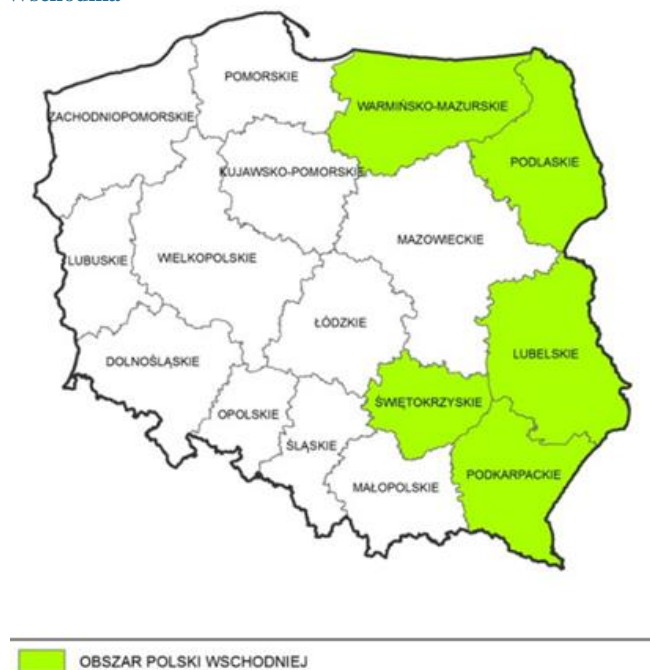 POMORSKIE
WARMIŃSKO-MAZURSKIE
ZACHODNIOPOMORSKIE
PODLASKIE
KUJAWSKO-POMORSKIE
MAZOWIECKIE
LUBUSKIE
WIELKOPOLSKIE
ŁÓDZKIE
LUBELSKIE
DOLNOŚLĄSKIE
ŚWIĘTOKRZYSKIE
OPOLSKIE
ŚLĄSKIE
PODKARPACKIE
MAŁOPOLSKIE
OBSZAR POLSKI WSCHODNIEJ